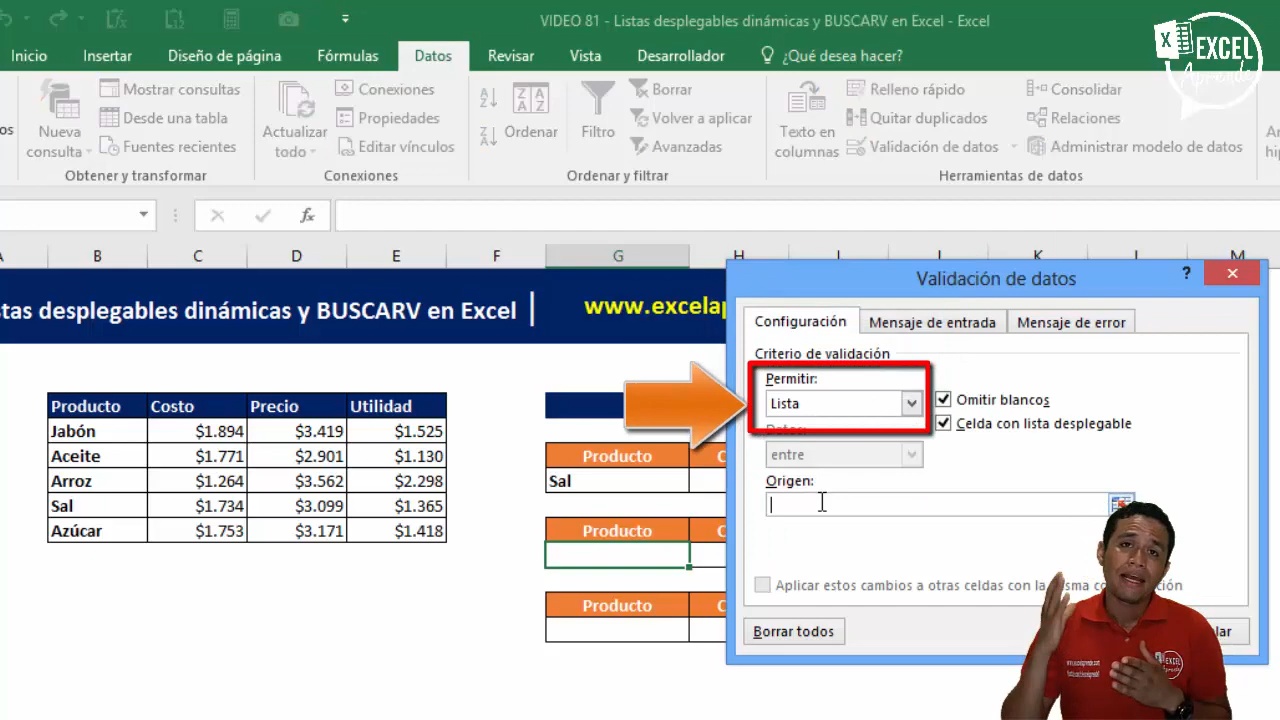 VIDEO 81 - Listas desplegables dinámicas y BUSCARV en Excel - Excel
Inicio
Insertar
Diseño de página
Fórmulas
Datos
Revisar
Vista
Desarrollador
¿Qué desea hacer?
EXCEL
Aprende
Nueva
consulta
Mostrar consultas
Desde una tabla
Fuentes recientes
Obtener y transformar
Actualizar
todo
Conexiones
Propiedades
Editar vínculos
Conexiones
Ordenar
Filtro
Borrar
Volver a aplicar
Avanzadas
Ordenar y filtrar
Texto en
columnas
Relleno rápido
Quitar duplicados
Validación de datos
Consolidar
Relaciones
Administrar modelo de datos
Herramientas de datos
fx
B C D E F G H I J K L M
stas desplegables dinámicas y BUSCARV en Excel | www.excelap
Producto Costo Precio Utilidad
Jabón $1.894 $3.419 $1.525
Aceite $1.771 $2.901 $1.130
Arroz $1.264 $3.562 $2.298
Sal $1.734 $3.099 $1.365
Azúcar $1.753 $3.171 $1.418
Producto C
Sal
Producto C
Producto C
Validación de datos
?
Configuración
Mensaje de entrada
Mensaje de error
Criterio de validación
Permitir:
Lista
Omitir blancos
Celda con lista desplegable
Datos:
entre
Origen:
Aplicar estos cambios a otras celdas con la misma
Borrar todos
lar
EXCEL